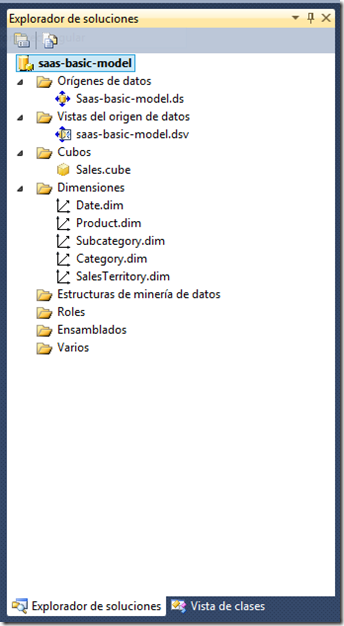 Explorador de soluciones
saas-basic-model
Orígenes de datos
Saas-basic-model.ds
Vistas del origen de datos
saas-basic-model.dsv
Cubos
Sales.cube
Dimensiones
Date.dim
Product.dim
Subcategory.dim
Category.dim
SalesTerritory.dim
Estructuras de minería de datos
Roles
Ensamblados
Varios
Explorador de soluciones Vista de clases